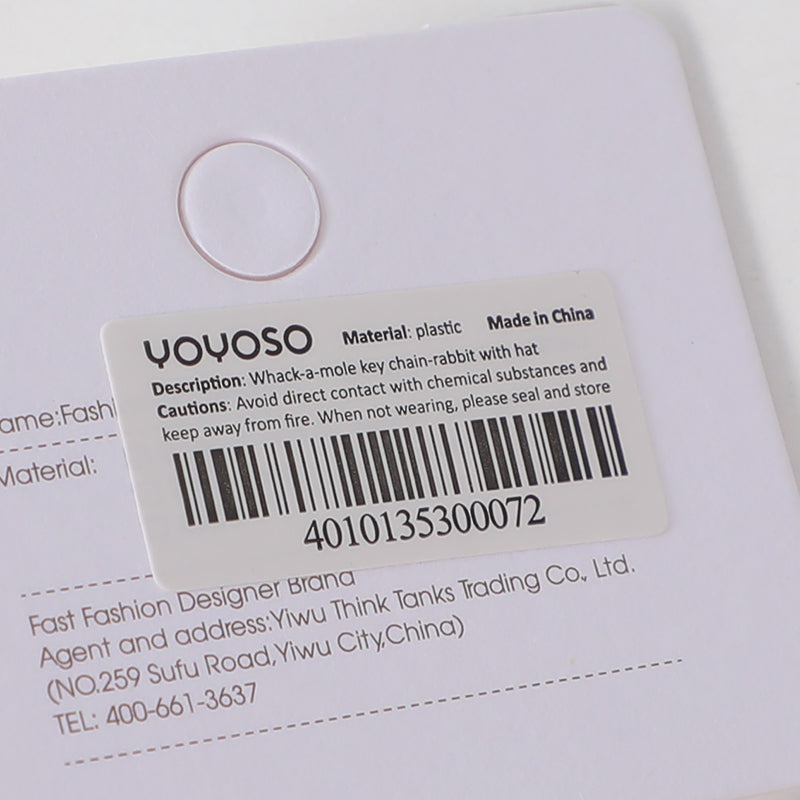 YOYOSO Material: plastic Made in China
Description: Whack-a-mole key chain-rabbit with hat
Cautions: Avoid direct contact with chemical substances and
keep away from fire. When not wearing, please seal and store
4010135300072
ame:Fashi
Material:
Fast Fashion Designer Brand
Agent and address:Yiwu Think Tanks Trading Co., Ltd.
(NO.259 Sufu Road,Yiwu City,China)
TEL: 400-661-3637